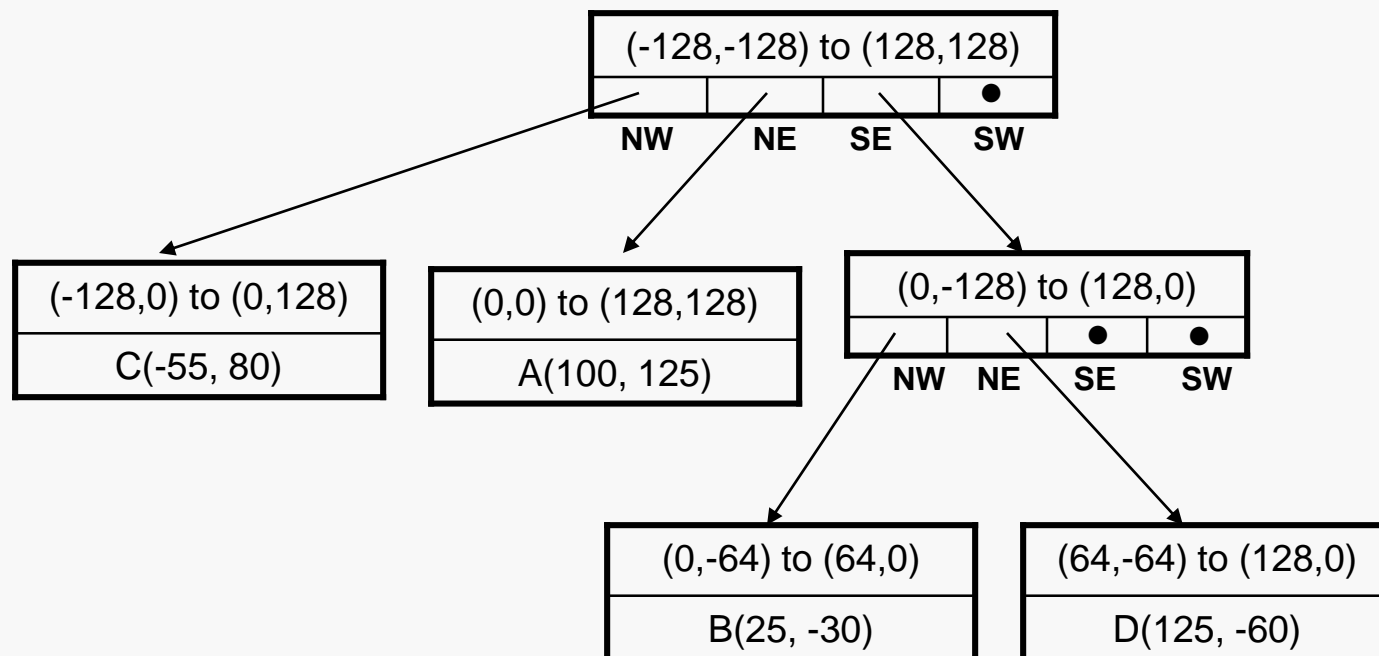 (-128,-128) to (128,128)
NW NE SE SW
(-128,0) to (0,128)
C(-55, 80)
(0,0) to (128,128)
A(100, 125)
(0,-128) to (128,0)
NW NE SE SW
(0,-64) to (64,0)
B(25, -30)
(64,-64) to (128,0)
D(125, -60)